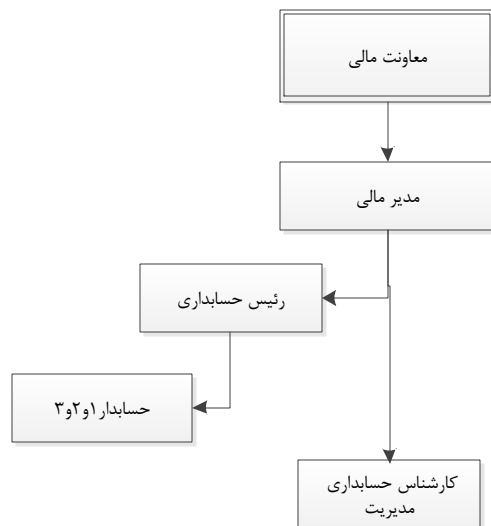 معاونت مالی
مدیر مالی
رئیس حسابداری
حسابدار۱و۲و۳
کارشناس حسابداری
مدیریت